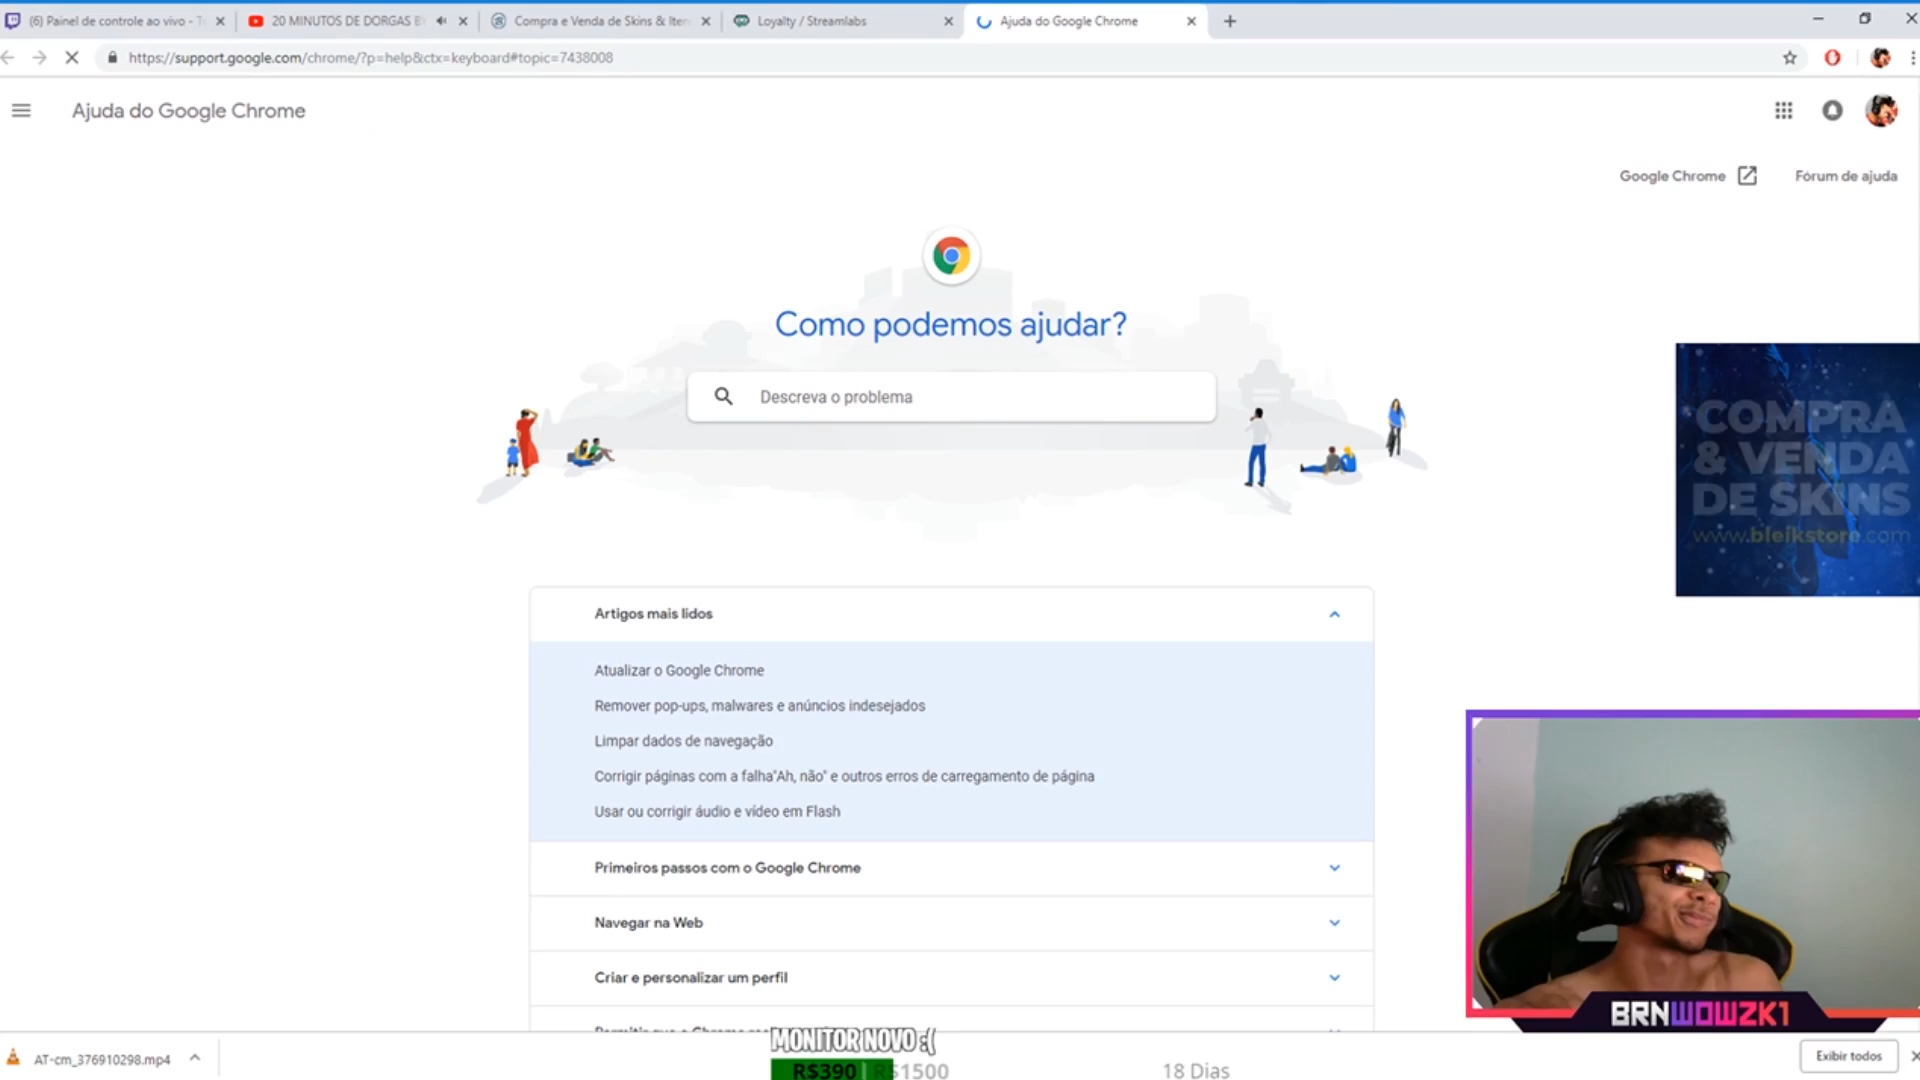 (6) Painel de controle ao vivo - T
20 MINUTOS DE DORGAS B
Compra e Venda de Skins & Iten
Loyalty / Streamlabs
Ajuda do Google Chrome
https://support.google.com/chrome/?p=help&ctx=keyboard#topic=7438008
Ajuda do Google Chrome
Google Chrome
Fórum de ajuda
Como podemos ajudar?
Descreva o problema
COMPRA
& VENDA
DE SKINS
www.bleikstore.com
Artigos mais lidos
Atualizar o Google Chrome
Remover pop-ups, malwares e anúncios indesejados
Limpar dados de navegação
Corrigir páginas com a falha"Ah, não" e outros erros de carregamento de página
Usar ou corrigir áudio e vídeo em Flash
Primeiros passos com o Google Chrome
Navegar na Web
Criar e personalizar um perfil
BRNWOWZK1
MONITOR NOVO :(
AT-cm_376910298.mp4
Exibir todos
R$390 R$1500
18 Dias